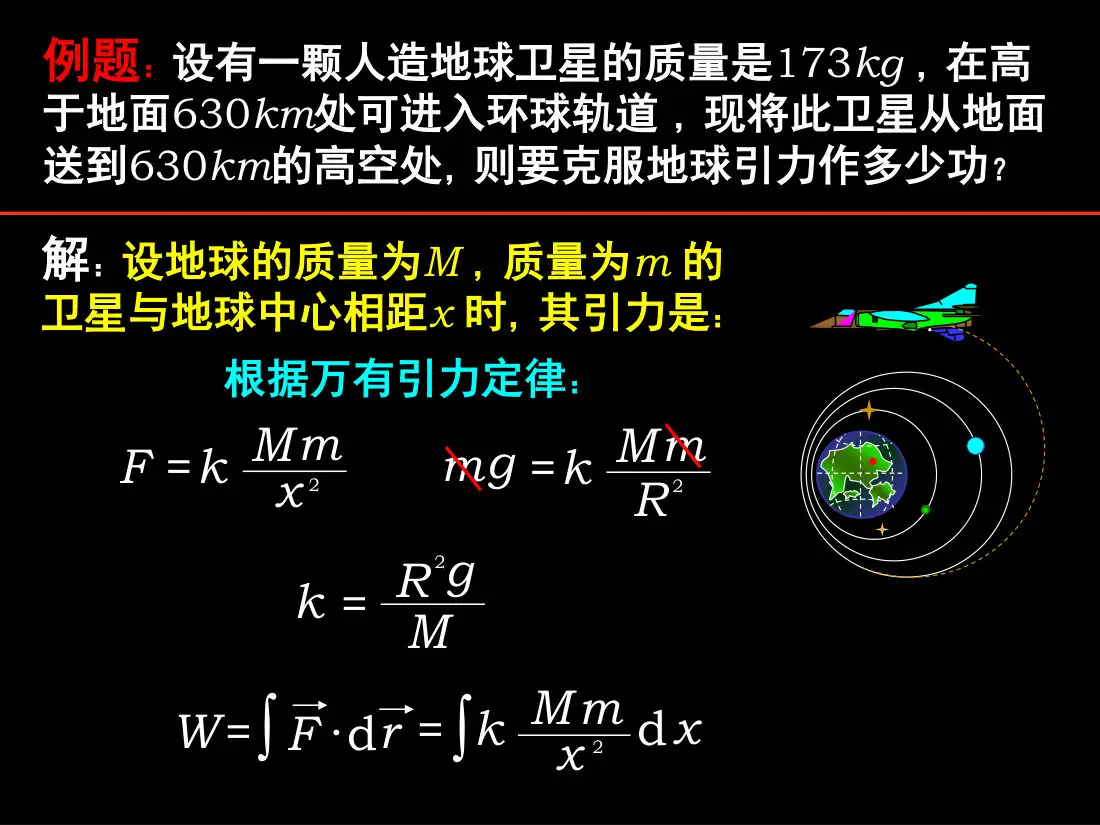 例题：设有一颗人造地球卫星的质量是173kg，在高
于地面630km处可进入环球轨道，现将此卫星从地面
送到630km的高空处，则要克服地球引力作多少功？
解：设地球的质量为M，质量为m的
卫星与地球中心相距x时，其引力是：
根据万有引力定律：
F = k Mm/x² mg = k Mm/R²
k = R²g/M
W = ∫ F⃗ · dr⃗ = ∫ k Mm/x² dx